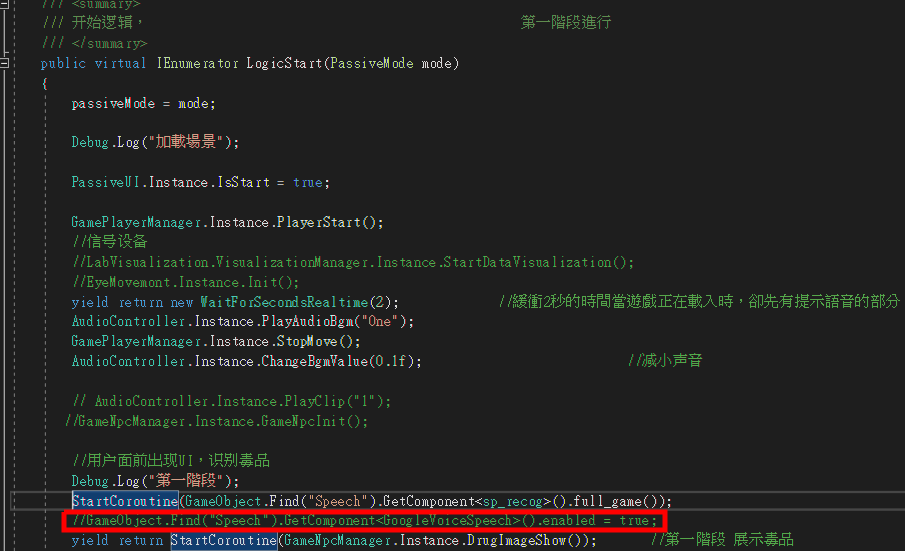 /// <summary>
/// 开始逻辑， 第一階段進行
/// </summary>
public virtual IEnumerator LogicStart(PassiveMode mode)
{
passiveMode = mode;
Debug.Log("加載場景");
PassiveUI.Instance.IsStart = true;
GamePlayerManager.Instance.PlayerStart();
//信号设备
//LabVisualization.VisualizationManager.Instance.StartDataVisualization();
//EyeMovemont.Instance.Init();
yield return new WaitForSecondsRealtime(2); //緩衝2秒的時間當遊戲正在載入時，卻先有提示語音的部分
AudioController.Instance.PlayAudioBgm("One");
GamePlayerManager.Instance.StopMove();
AudioController.Instance.ChangeBgmValue(0.1f); //减小声音
// AudioController.Instance.PlayClip("1");
//GameNpcManager.Instance.GameNpcInit();
//用户面前出现UI，识别毒品
Debug.Log("第一階段");
StartCoroutine(GameObject.Find("Speech").GetComponent<sp_recog>().full_game());
//GameObject.Find("Speech").GetComponent<GoogleVoiceSpeech>().enabled = true;
yield return StartCoroutine(GameNpcManager.Instance.DrugImageShow()); //第一階段 展示毒品